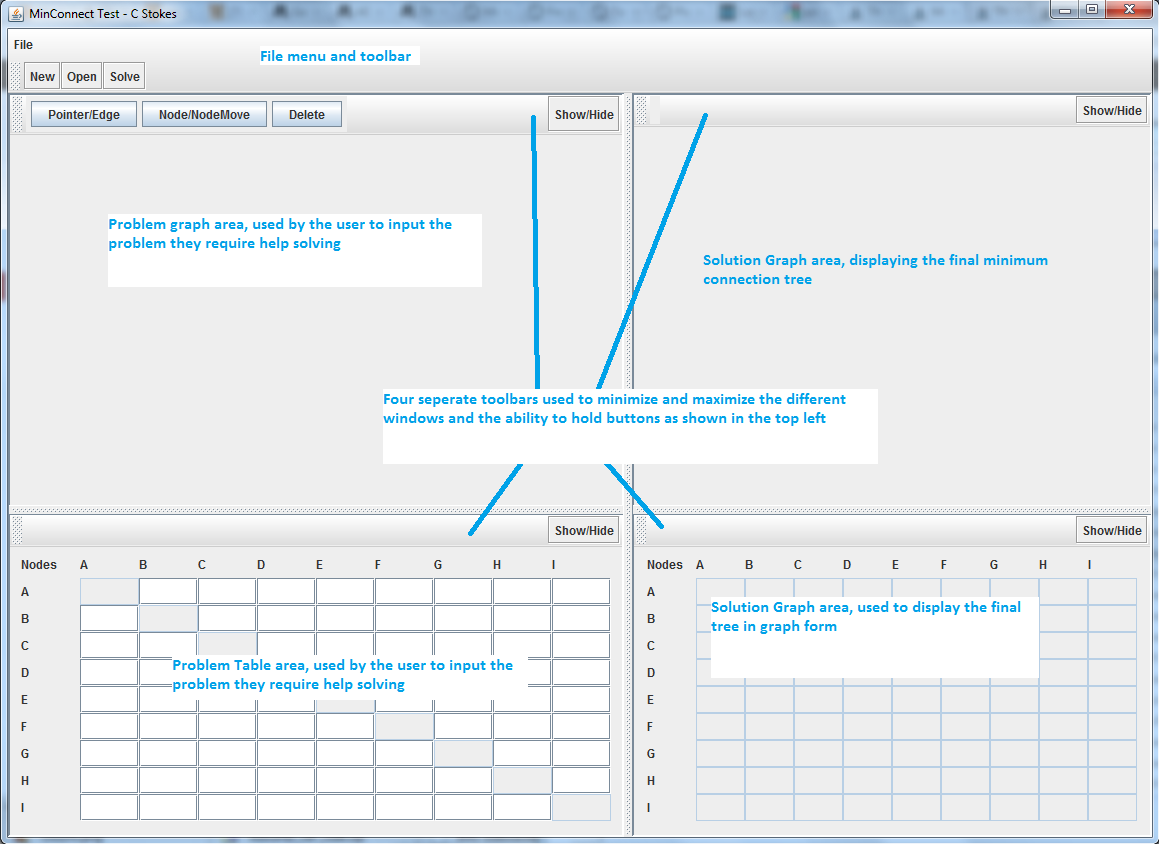 MinConnect Test - C Stokes
File
File menu and toolbar
New Open Solve
Pointer/Edge Node/NodeMove Delete Show/Hide
Show/Hide
Problem graph area, used by the user to input the
problem they require help solving
Solution Graph area, displaying the final minimum
connection tree
Four seperate toolbars used to minimize and maximize the different
windows and the ability to hold buttons as shown in the top left
Show/Hide
Show/Hide
Nodes A B C D E F G H I
A
B
C
D
E
F
G
H
I
Problem Table area, used by the user to input the
problem they require help solving
Nodes A B C D E F G H I
A
B
C
D
E
F
G
H
I
Solution Graph area, used to display the final
tree in graph form